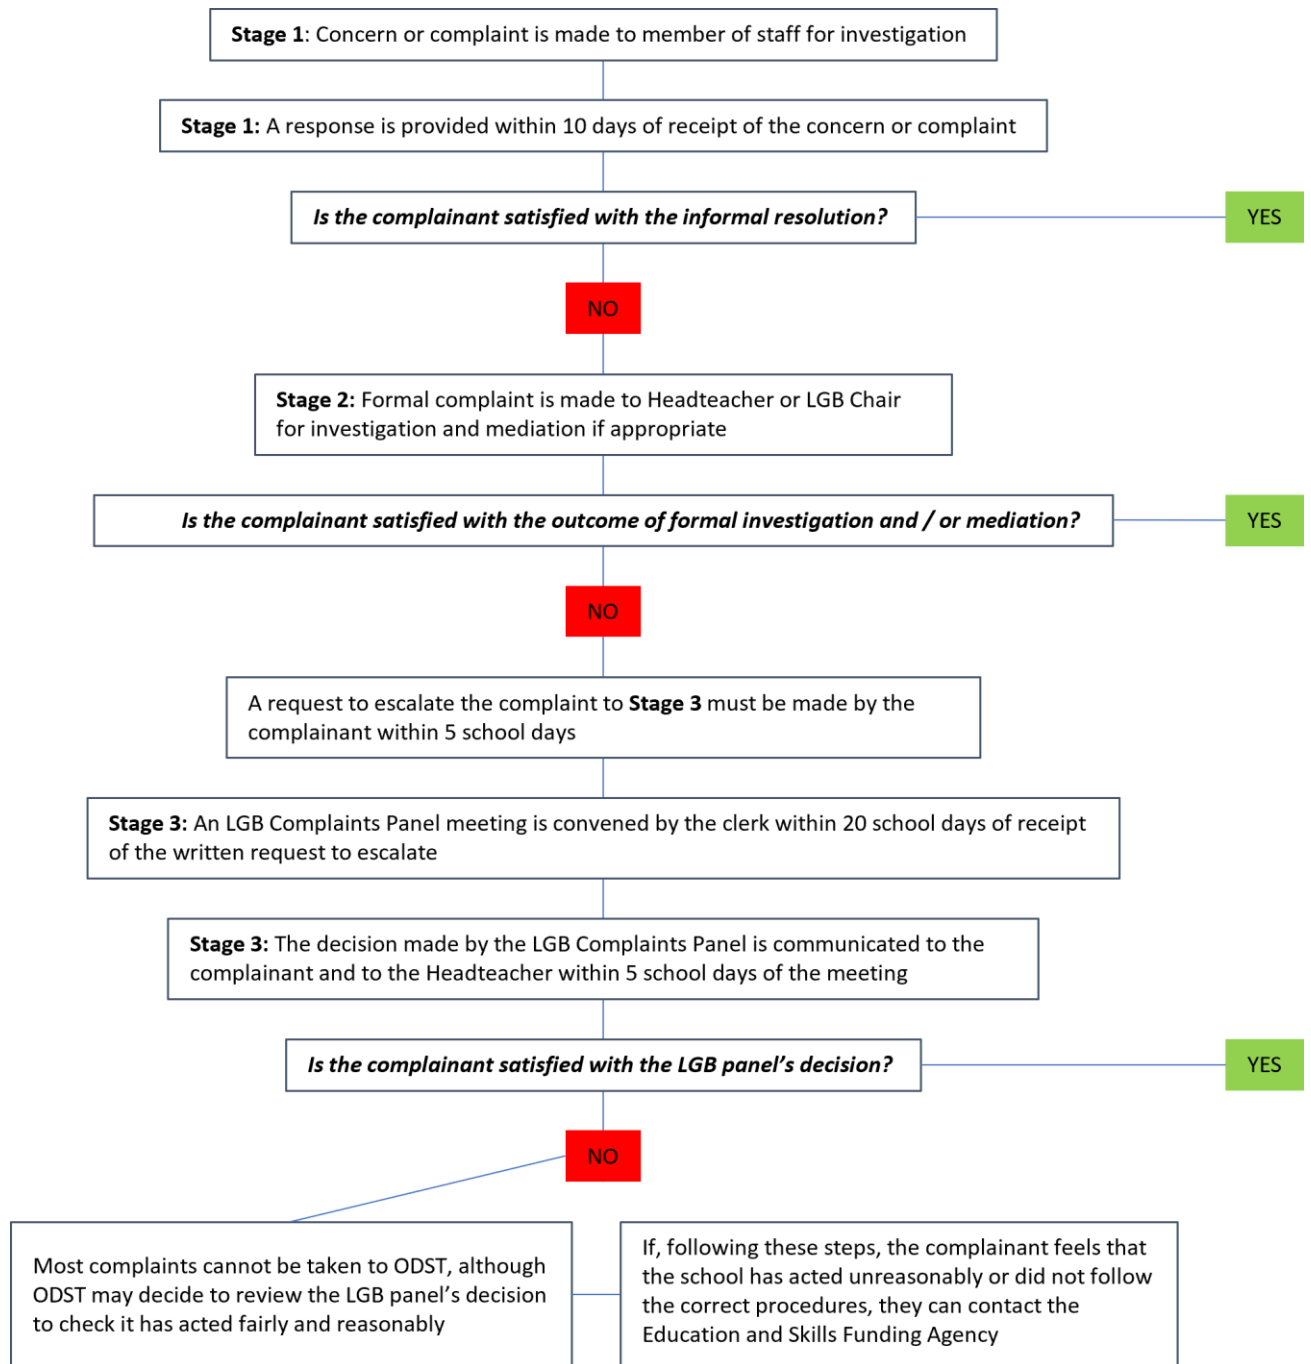 Stage 1: Concern or complaint is made to member of staff for investigation
Stage 1: A response is provided within 10 days of receipt of the concern or complaint
Is the complainant satisfied with the informal resolution?
YES
NO
Stage 2: Formal complaint is made to Headteacher or LGB Chair
for investigation and mediation if appropriate
Is the complainant satisfied with the outcome of formal investigation and / or mediation?
YES
NO
A request to escalate the complaint to Stage 3 must be made by the
complainant within 5 school days
Stage 3: An LGB Complaints Panel meeting is convened by the clerk within 20 school days of receipt
of the written request to escalate
Stage 3: The decision made by the LGB Complaints Panel is communicated to the
complainant and to the Headteacher within 5 school days of the meeting
Is the complainant satisfied with the LGB panel’s decision?
YES
NO
Most complaints cannot be taken to ODST, although
ODST may decide to review the LGB panel’s decision
to check it has acted fairly and reasonably
If, following these steps, the complainant feels that
the school has acted unreasonably or did not follow
the correct procedures, they can contact the
Education and Skills Funding Agency